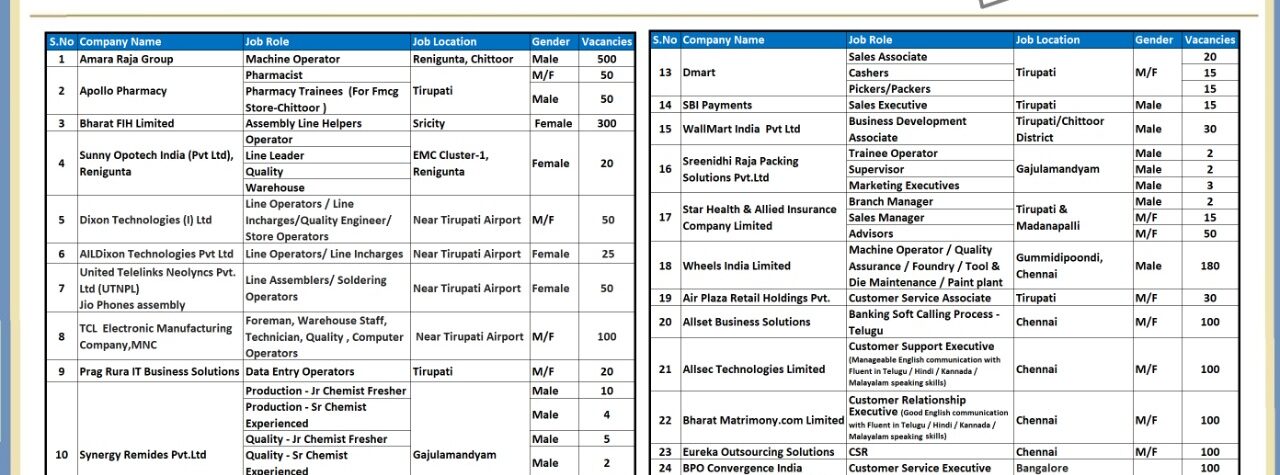 S.No Company Name Job Role Job Location Gender Vacancies
1 Amara Raja Group Machine Operator Renigunta, Chittoor Male 500
2 Apollo Pharmacy Pharmacist Tirupati M/F 50
Pharmacy Trainees (For Fmcg Male 50
Store-Chittoor )
3 Bharat FIH Limited Assembly Line Helpers Sricity Female 300
4 Sunny Opotech India (Pvt Ltd), Operator EMC Cluster-1, Female 20
Renigunta Line Leader Renigunta
Quality
Warehouse
5 Dixon Technologies (I) Ltd Line Operators / Line Near Tirupati Airport M/F 50
Incharges/Quality Engineer/
Store Operators
6 AILDixon Technologies Pvt Ltd Line Operators/ Line Incharges Near Tirupati Airport Female 25
7 United Telelinks Neolyncs Pvt. Line Assemblers/ Soldering Near Tirupati Airport Female 50
Ltd (UTNPL) Operators
Jio Phones assembly
8 TCL Electronic Manufacturing Foreman, Warehouse Staff, Near Tirupati Airport M/F 100
Company,MNC Technician, Quality , Computer
Operators
9 Prag Rura IT Business Solutions Data Entry Operators Tirupati M/F 20
10 Synergy Remides Pvt.Ltd Production - Jr Chemist Fresher Gajulamandyam Male 10
Production - Sr Chemist Male 4
Experienced
Quality - Jr Chemist Fresher Male 5
Quality - Sr Chemist Male 2
Experienced
S.No Company Name Job Role Job Location Gender Vacancies
13 Dmart Sales Associate Tirupati M/F 20
Cashers 15
Pickers/Packers 15
14 SBI Payments Sales Executive Tirupati Male 15
15 WallMart India Pvt Ltd Business Development Tirupati/Chittoor Male 30
Associate District
16 Sreenidhi Raja Packing Trainee Operator Gajulamandyam Male 2
Solutions Pvt.Ltd Supervisor Male 2
Marketing Executives Male 3
17 Star Health & Allied Insurance Branch Manager Tirupati & Male 2
Company Limited Sales Manager Madanapalli M/F 15
Advisors M/F 50
18 Wheels India Limited Machine Operator / Quality Gummidipoondi, Male 180
Assurance / Foundry / Tool & Chennai
Die Maintenance / Paint plant
19 Air Plaza Retail Holdings Pvt. Customer Service Associate Tirupati M/F 30
20 Allset Business Solutions Banking Soft Calling Process - Chennai M/F 100
Telugu
21 Allsec Technologies Limited Customer Support Executive Chennai M/F 100
(Manageable English communication with
Fluent in Telugu / Hindi / Kannada /
Malayalam speaking skills)
22 Bharat Matrimony.com Limited Customer Relationship Chennai M/F 100
Executive (Good English communication
with Fluent in Telugu / Hindi / Kannada /
Malayalam speaking skills)
23 Eureka Outsourcing Solutions CSR Chennai M/F 100
24 BPO Convergence India Customer Service Executive Bangalore M/F 100